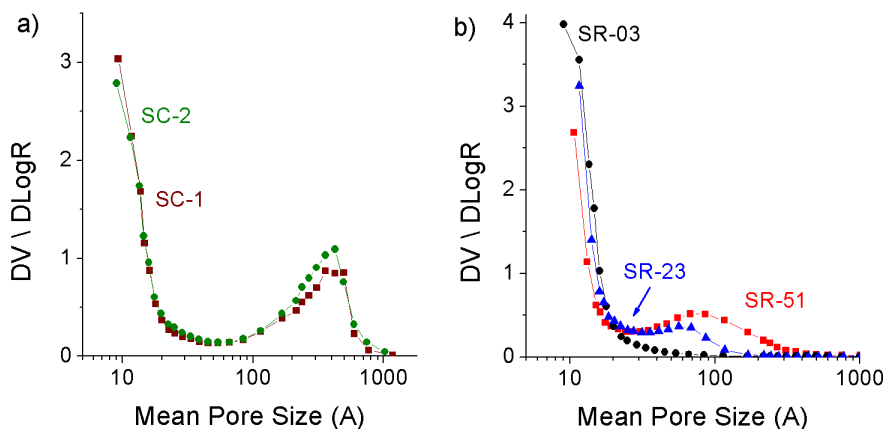 a)
3
2
1
0
10
100
1000
DV \ DLogR
Mean Pore Size (A)
SC-2
SC-1
b)
4
3
2
1
0
10
100
1000
DV \ DLogR
Mean Pore Size (A)
SR-03
SR-23
SR-51